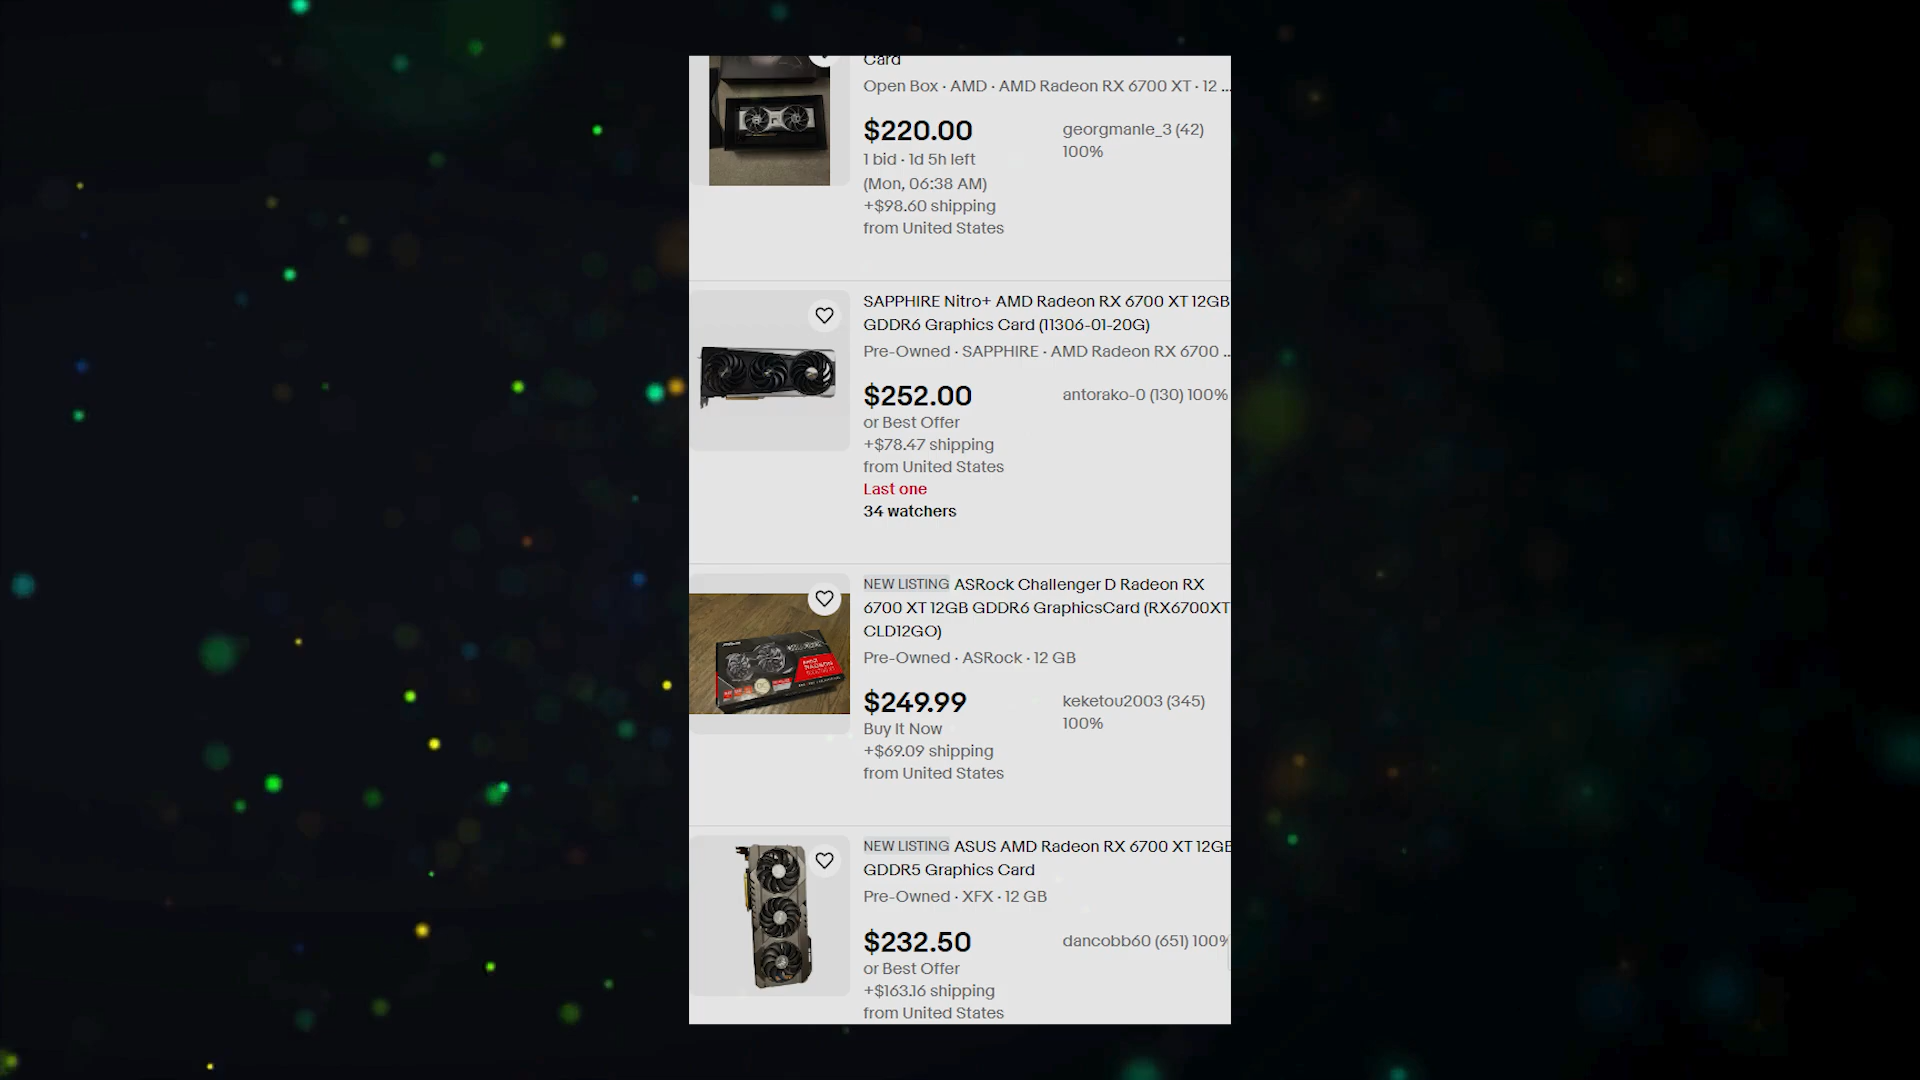 Card
Open Box · AMD · AMD Radeon RX 6700 XT · 12 ...
$220.00
georgmanle_3 (42)
100%
1 bid · 1d 5h left
(Mon, 06:38 AM)
+$98.60 shipping
from United States
SAPPHIRE Nitro+ AMD Radeon RX 6700 XT 12GB
GDDR6 Graphics Card (11306-01-20G)
Pre-Owned · SAPPHIRE · AMD Radeon RX 6700 ...
$252.00
antorako-0 (130) 100%
or Best Offer
+$78.47 shipping
from United States
Last one
34 watchers
NEW LISTING ASRock Challenger D Radeon RX
6700 XT 12GB GDDR6 GraphicsCard (RX6700XT
CLD12GO)
Pre-Owned · ASRock · 12 GB
$249.99
keketou2003 (345)
100%
Buy It Now
+$69.09 shipping
from United States
NEW LISTING ASUS AMD Radeon RX 6700 XT 12GB
GDDR5 Graphics Card
Pre-Owned · XFX · 12 GB
$232.50
dancobb60 (651) 100%
or Best Offer
+$163.16 shipping
from United States